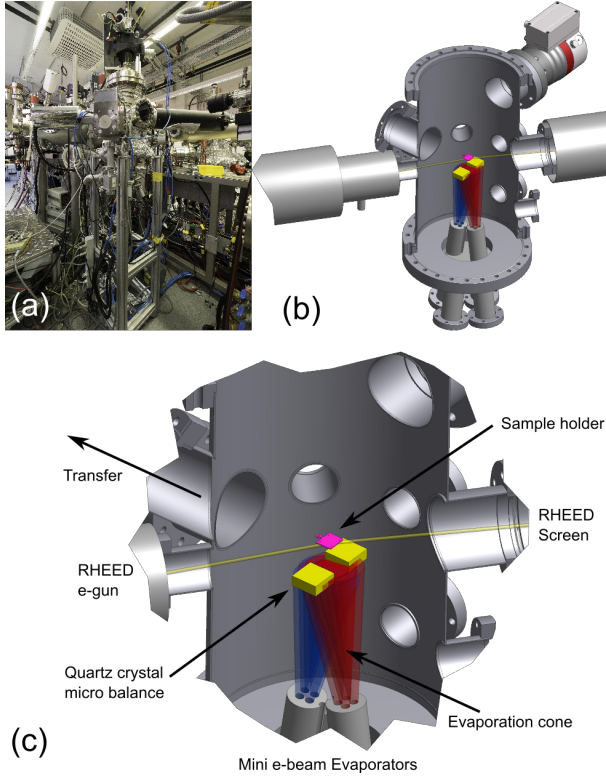 (a)
(b)
Sample holder
Transfer
RHEED
Screen
RHEED
e-gun
Quartz crystal
micro balance
Evaporation cone
(c)
Mini e-beam Evaporators